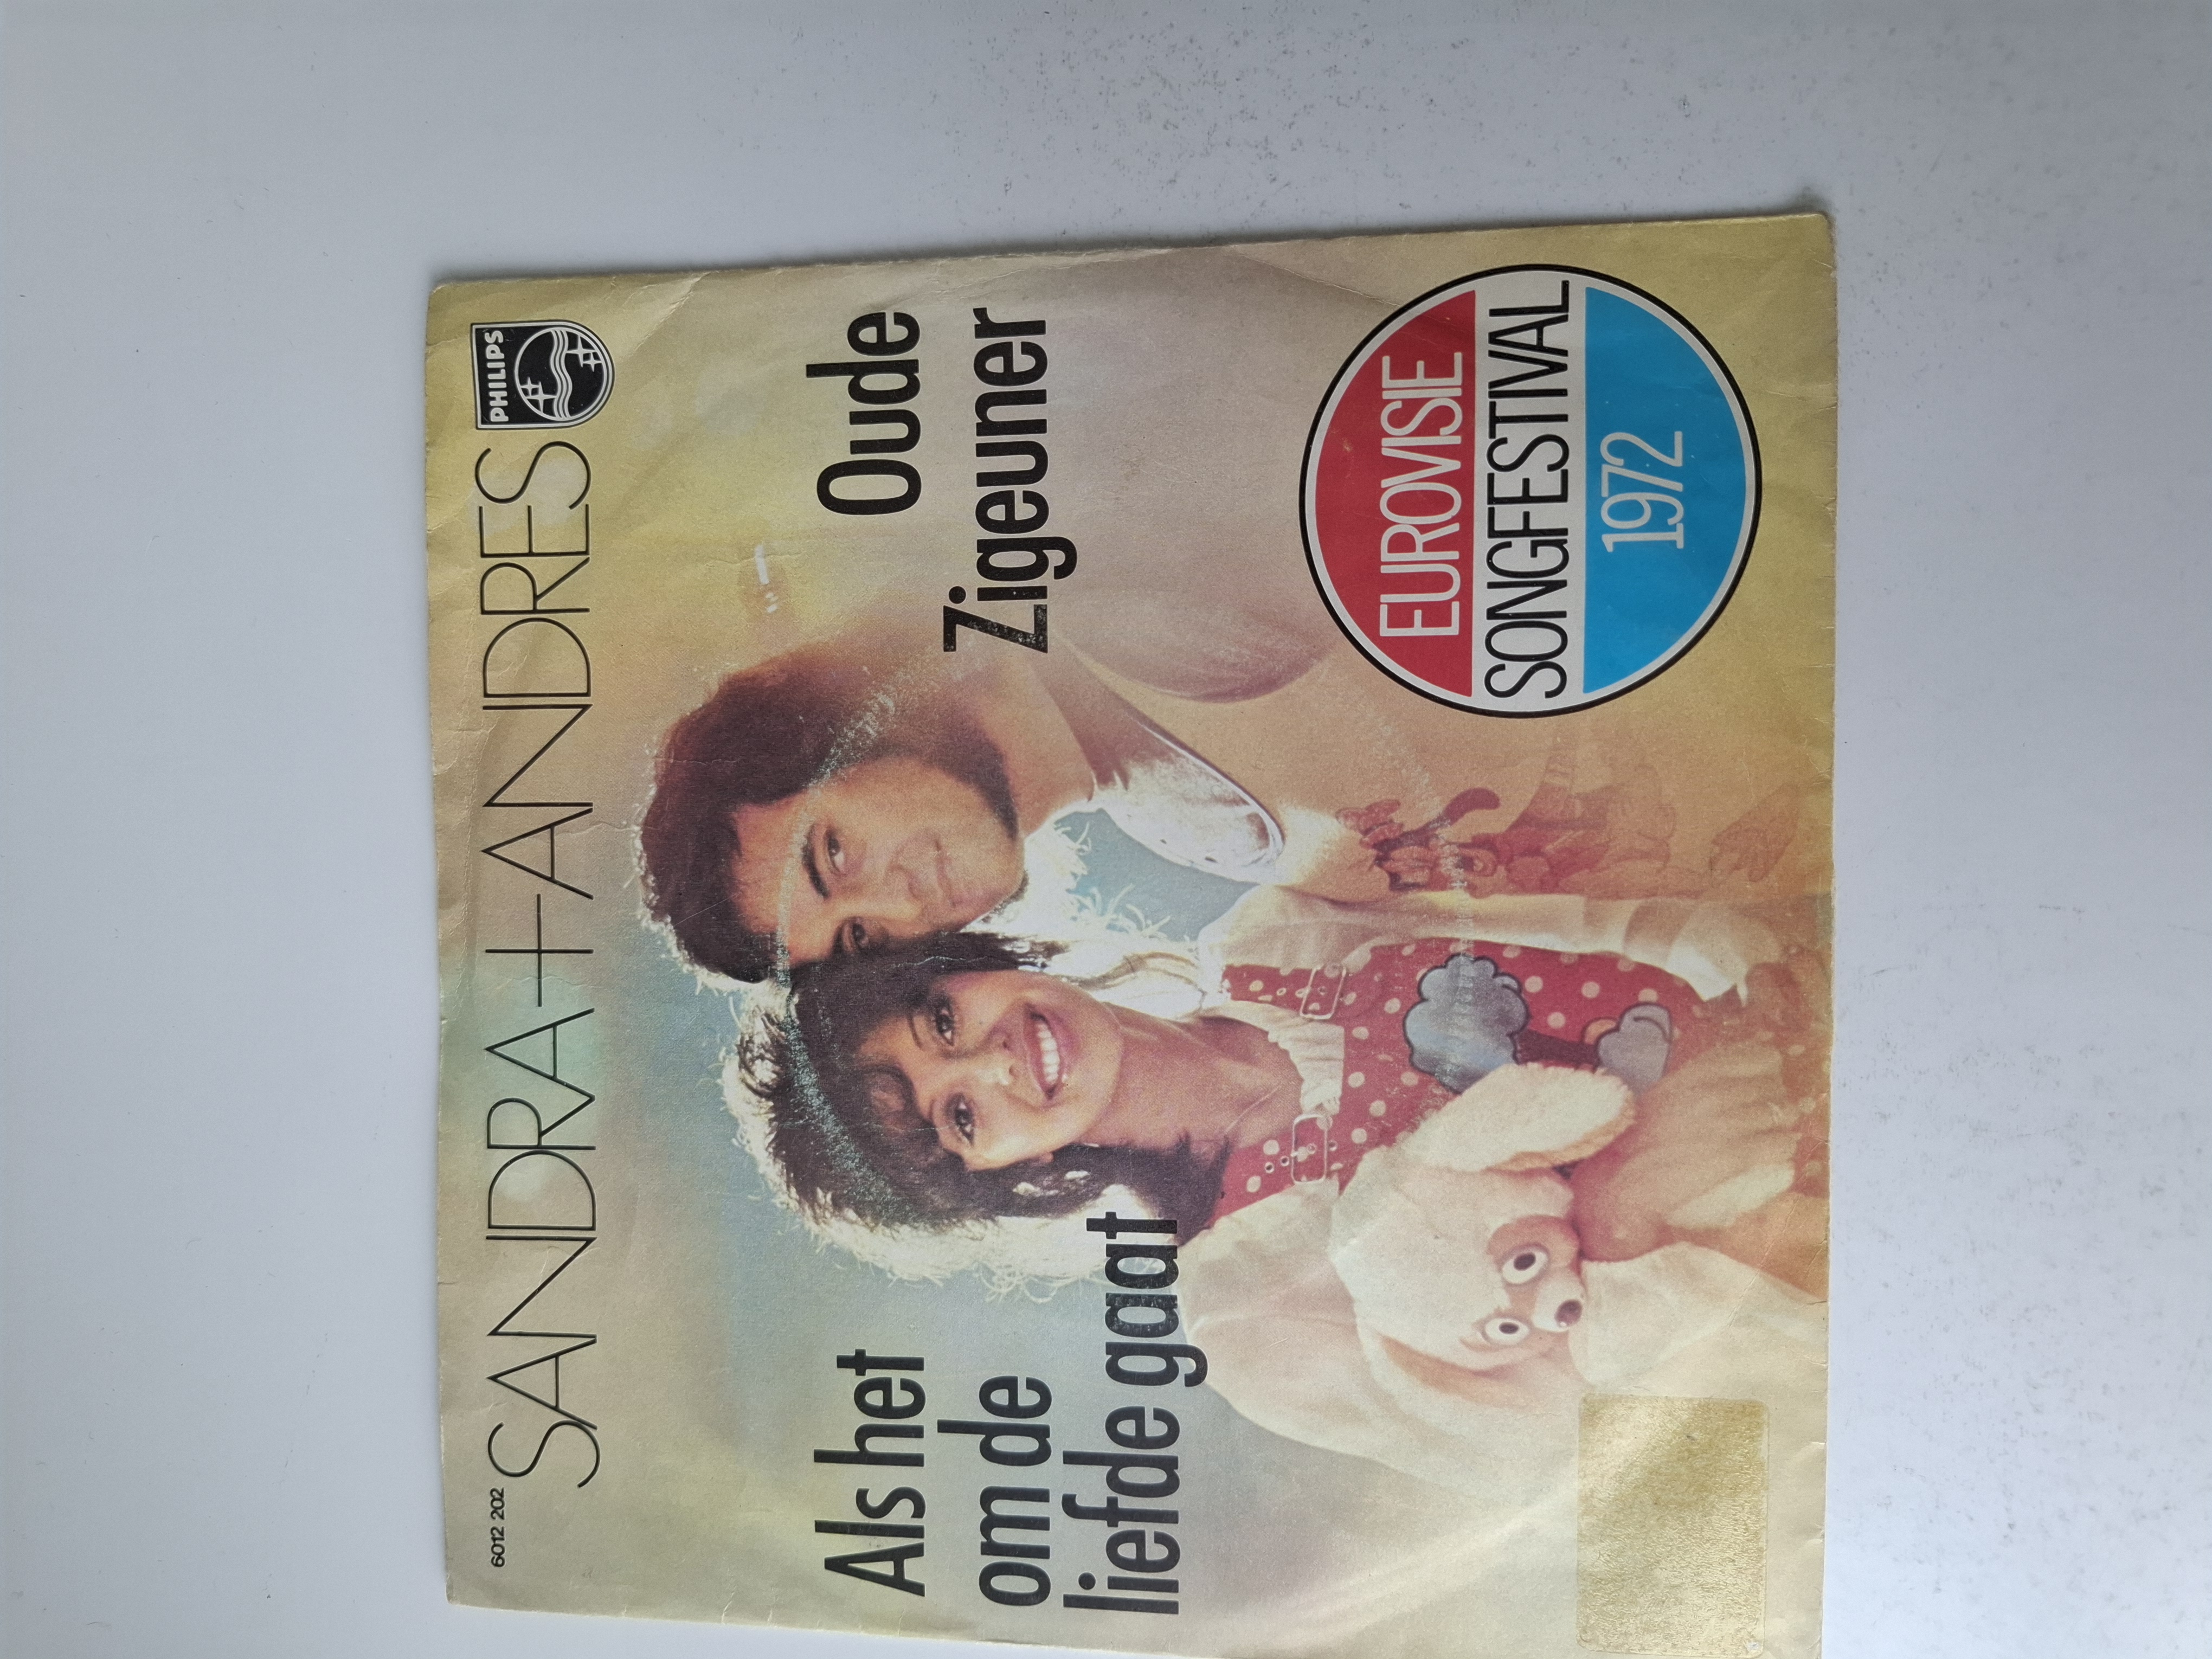 6012 202
SANDRA+ANDRES
PHILIPS
Als het
om de
liefde gaat
Oude
Zigeuner
EUROVISIE
SONGFESTIVAL
1972